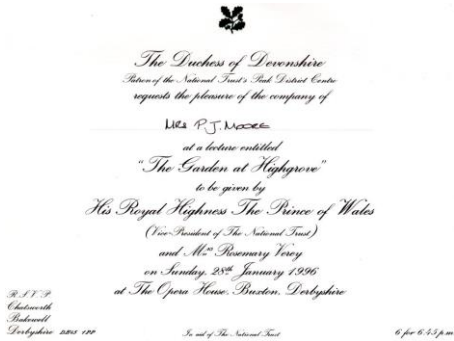 The Duchess of Devonshire
Patron of the National Trust's Peak District Centre
requests the pleasure of the company of
Mrs P.J. Moore
at a lecture entitled
"The Garden at Highgrove"
to be given by
His Royal Highness The Prince of Wales
(Vice-President of The National Trust)
and Mrs Rosemary Verey
on Sunday, 28th January 1996
at The Opera House, Buxton, Derbyshire
R.S.V.P.
Chatsworth
Bakewell
Derbyshire DE45 1PP
In aid of The National Trust
6 for 6.45 p.m.